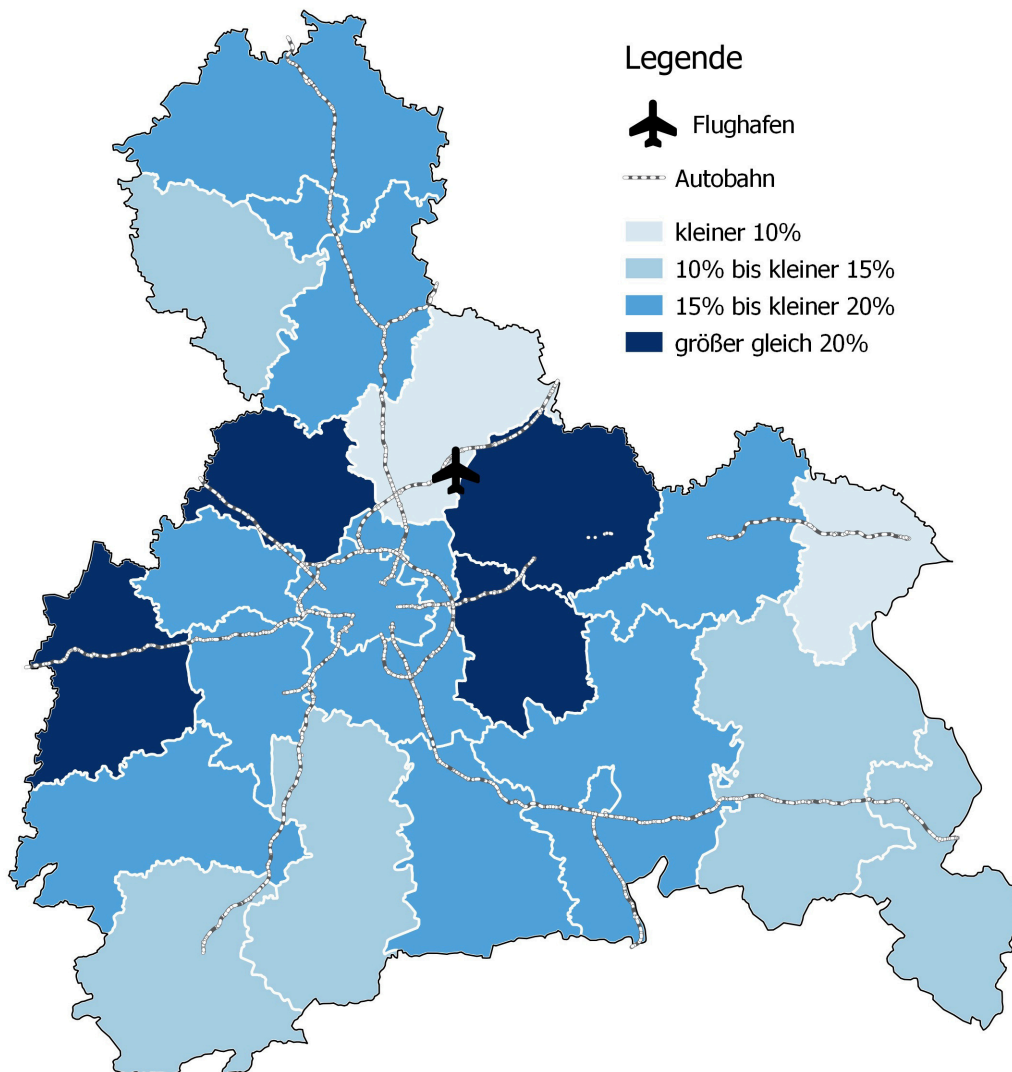 Legende
Flughafen
Autobahn
kleiner 10%
10% bis kleiner 15%
15% bis kleiner 20%
größer gleich 20%